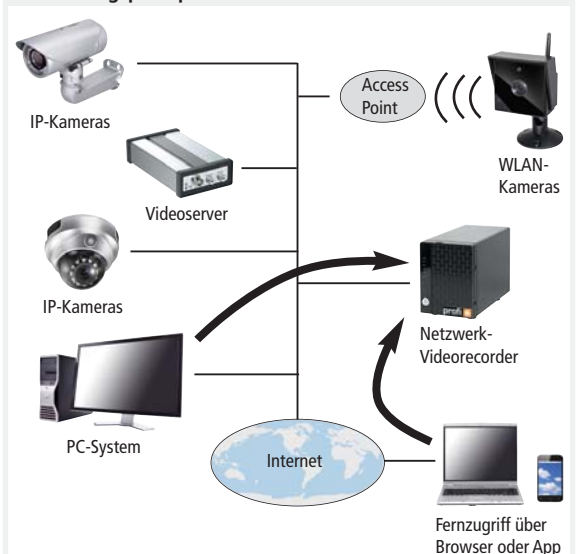 IP-Kameras
Access
Point
WLAN-
Kameras
Videoserver
IP-Kameras
profi
Netzwerk-
Videorecorder
PC-System
Internet
Fernzugriff über
Browser oder App